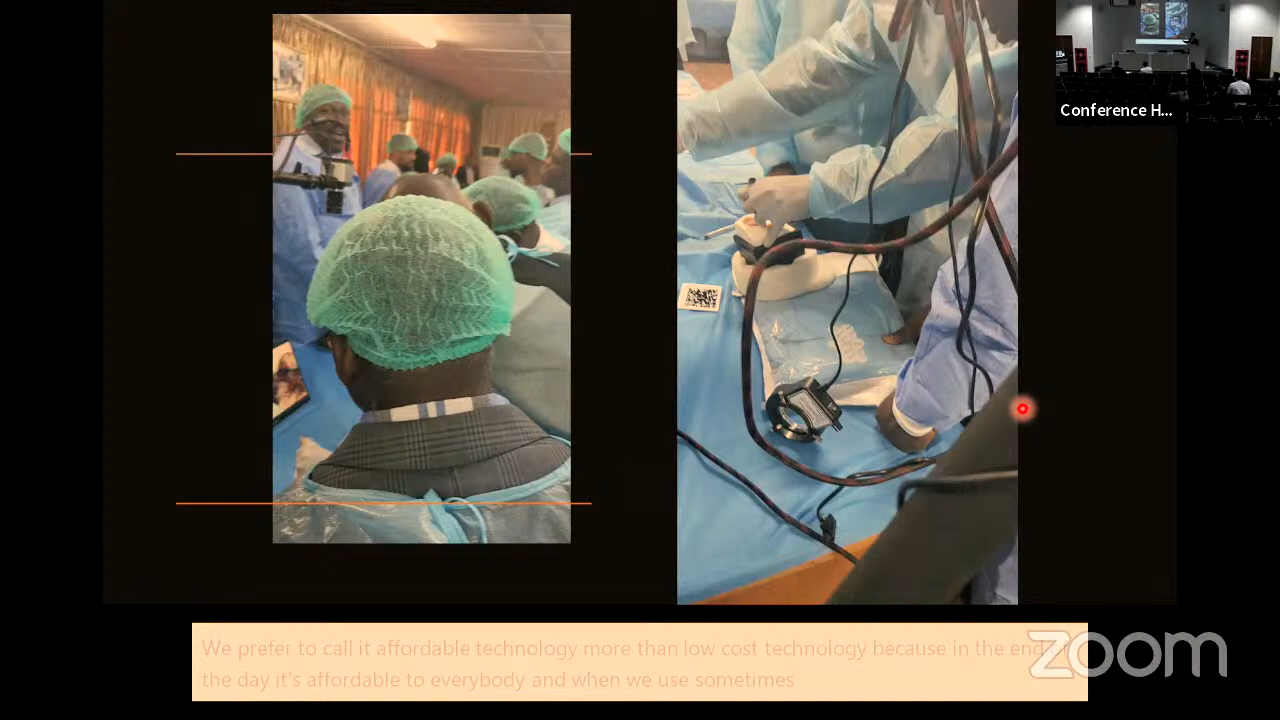 Conference H...
We prefer to call it affordable technology more than low cost technology because in the end
the day it's affordable to everybody and when we use sometimes
zoom